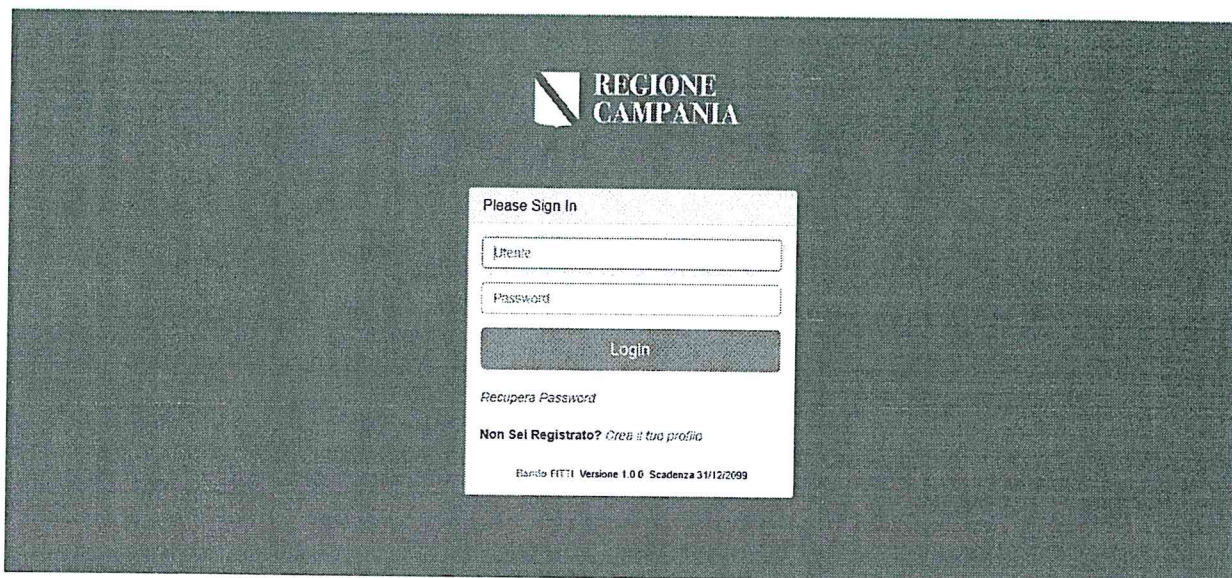 REGIONE
CAMPANIA
Please Sign In
Utente
Password
Login
Recupera Password
Non Sei Registrato? Crea il tuo profilo
Bando FITTI Versione 1.0.0 Scadenza 31/12/2099